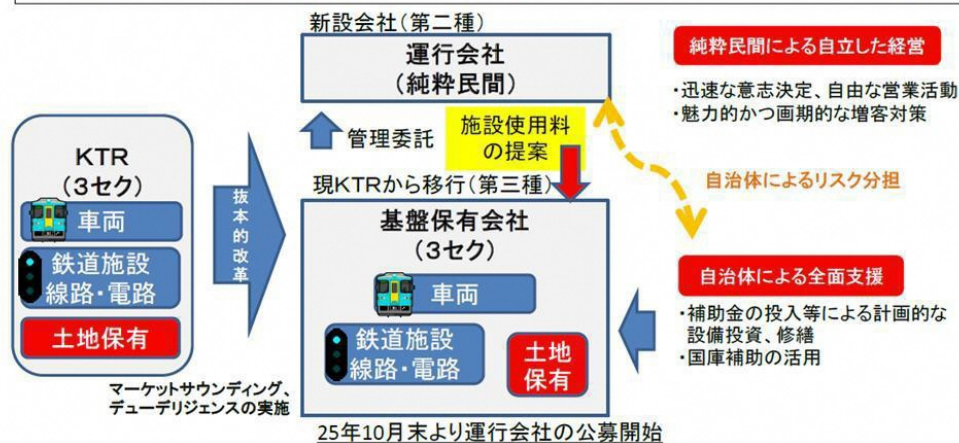 新設会社(第二種)
運行会社
(純粋民間)
管理委託
施設使用料
の提案
純粋民間による自立した経営
・迅速な意志決定、自由な営業活動
・魅力的かつ画期的な増客対策
自治体によるリスク分担
KTR
(3セク)
車両
鉄道施設
線路・電路
土地保有
抜本的改革
マーケットサウンディング、
デューデリジェンスの実施
現KTRから移行(第三種)
基盤保有会社
(3セク)
車両
鉄道施設
線路・電路
土地
保有
自治体による全面支援
・補助金の投入等による計画的な
設備投資、修繕
・国庫補助の活用
25年10月末より運行会社の公募開始